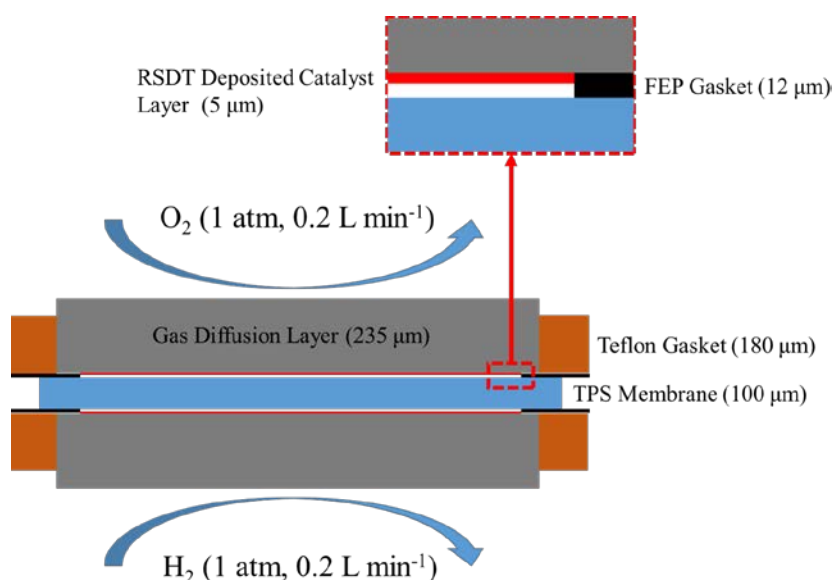 RSDT Deposited Catalyst
Layer (5 μm)
FEP Gasket (12 μm)
O₂ (1 atm, 0.2 L min⁻¹)
Gas Diffusion Layer (235 μm)
Teflon Gasket (180 μm)
TPS Membrane (100 μm)
H₂ (1 atm, 0.2 L min⁻¹)